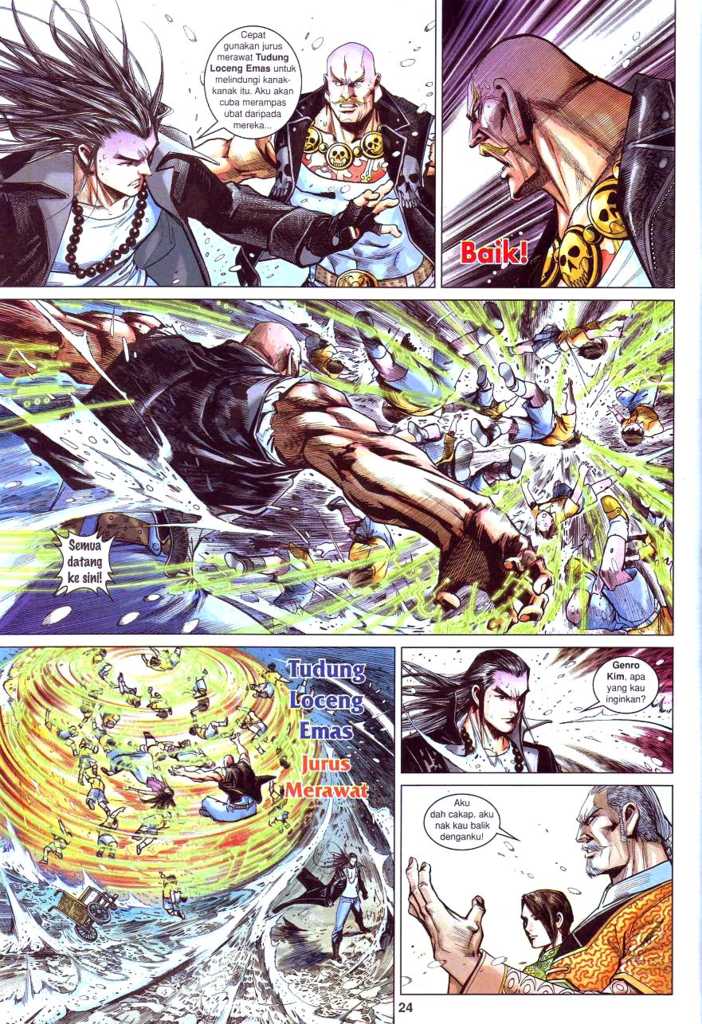 Cepat
gunakan jurus
merawat Tudung
Loceng Emas untuk
melindungi kanak-
kanak itu. Aku akan
cuba merampas
ubat daripada
mereka...
Baik!
Semua
datang
ke sini!
Tudung
Loceng
Emas
Jurus
Merawat
Genro
Kim, apa
yang kau
inginkan?
Aku
dah cakap, aku
nak kau balik
denganku!
24